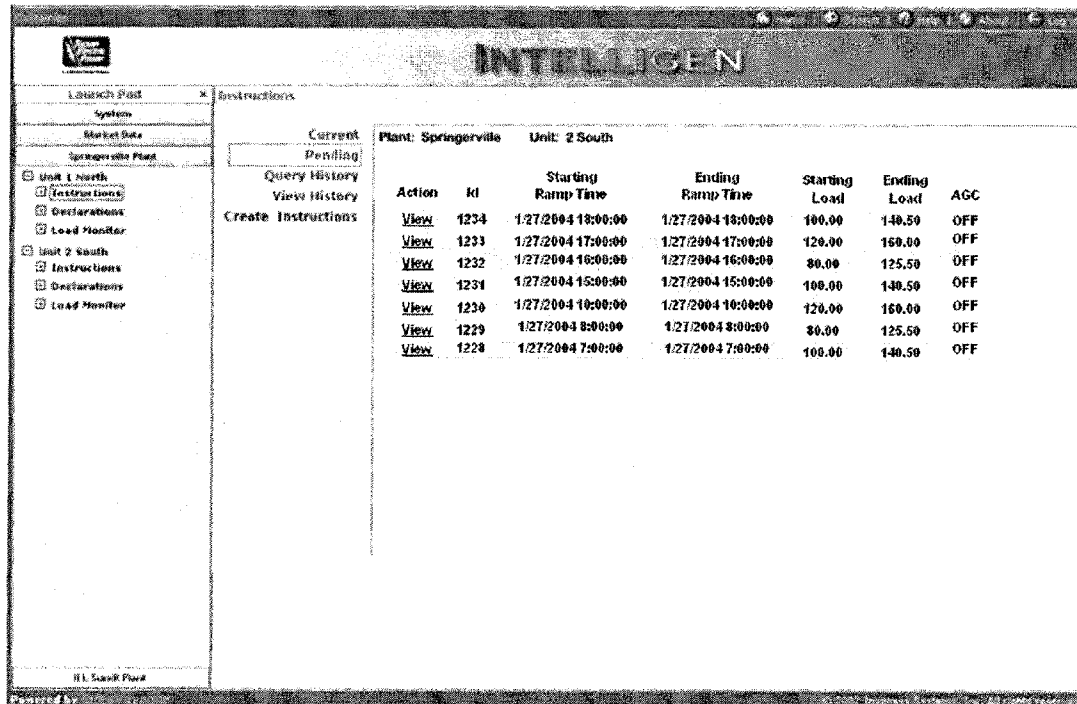 INTELLIGEN
Launch Pad ×
System
Market Data
Springerville Plant
Unit 1 North
Instructions
Declarations
Load Monitor
Unit 2 South
Instructions
Declarations
Load Monitor
Instructions
Current
Pending
Query History
View History
Create Instructions
Plant: Springerville Unit: 2 South
Action Id Starting Ramp Time Ending Ramp Time Starting Load Ending Load AGC
View 1234 1/27/2004 18:00:00 1/27/2004 18:00:00 100.00 140.50 OFF
View 1233 1/27/2004 17:00:00 1/27/2004 17:00:00 120.00 160.00 OFF
View 1232 1/27/2004 16:00:00 1/27/2004 16:00:00 80.00 125.50 OFF
View 1231 1/27/2004 15:00:00 1/27/2004 15:00:00 100.00 140.50 OFF
View 1230 1/27/2004 10:00:00 1/27/2004 10:00:00 120.00 160.00 OFF
View 1229 1/27/2004 8:00:00 1/27/2004 8:00:00 80.00 125.50 OFF
View 1228 1/27/2004 7:00:00 1/27/2004 7:00:00 100.00 140.50 OFF
Plant
Powered by